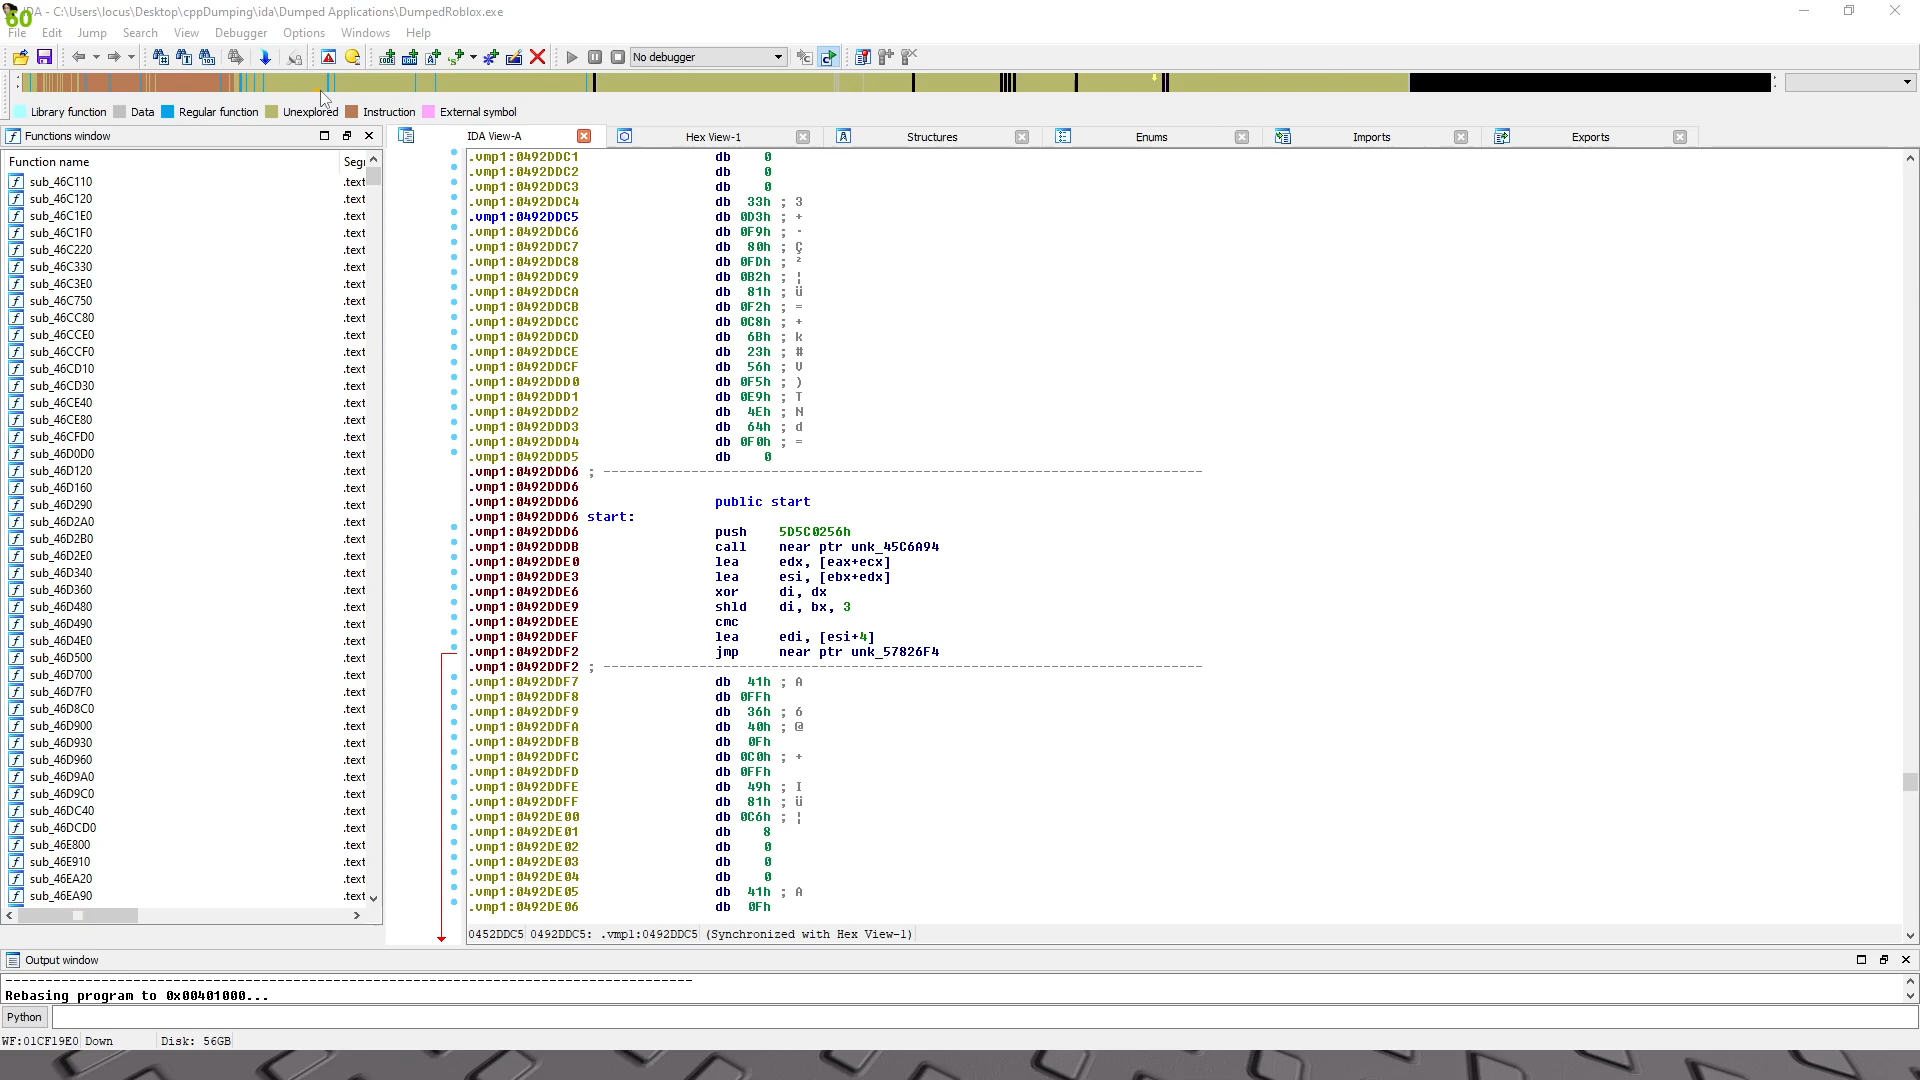 60
IDA - C:\Users\locus\Desktop\cppDumping\ida\Dumped Applications\DumpedRoblox.exe
File Edit Jump Search View Debugger Options Windows Help
No debugger
Library function Data Regular function Unexplored Instruction External symbol
Functions window
IDA View-A Hex View-1 Structures Enums Imports Exports
Function name Seg
sub_46C110 .text
sub_46C120 .text
sub_46C1E0 .text
sub_46C1F0 .text
sub_46C220 .text
sub_46C330 .text
sub_46C3E0 .text
sub_46C750 .text
sub_46CC80 .text
sub_46CCE0 .text
sub_46CCF0 .text
sub_46CD10 .text
sub_46CD30 .text
sub_46CE40 .text
sub_46CE80 .text
sub_46CFD0 .text
sub_46D0D0 .text
sub_46D120 .text
sub_46D160 .text
sub_46D290 .text
sub_46D2A0 .text
sub_46D2B0 .text
sub_46D2E0 .text
sub_46D340 .text
sub_46D360 .text
sub_46D480 .text
sub_46D490 .text
sub_46D4E0 .text
sub_46D500 .text
sub_46D700 .text
sub_46D7F0 .text
sub_46D8C0 .text
sub_46D900 .text
sub_46D930 .text
sub_46D960 .text
sub_46D9A0 .text
sub_46D9C0 .text
sub_46DC40 .text
sub_46DCD0 .text
sub_46E800 .text
sub_46E910 .text
sub_46EA20 .text
sub_46EA90 .text
.vmp1:0492DDC1 db 0
.vmp1:0492DDC2 db 0
.vmp1:0492DDC3 db 0
.vmp1:0492DDC4 db 33h ; 3
.vmp1:0492DDC5 db 0D3h ; +
.vmp1:0492DDC6 db 0F9h ; ·
.vmp1:0492DDC7 db 80h ; Ç
.vmp1:0492DDC8 db 0FDh ; ²
.vmp1:0492DDC9 db 0B2h ; ¦
.vmp1:0492DDCA db 81h ; ü
.vmp1:0492DDCB db 0F2h ; =
.vmp1:0492DDCC db 0C8h ; +
.vmp1:0492DDCD db 6Bh ; k
.vmp1:0492DDCE db 23h ; #
.vmp1:0492DDCF db 56h ; V
.vmp1:0492DDD0 db 0F5h ; )
.vmp1:0492DDD1 db 0E9h ; T
.vmp1:0492DDD2 db 4Eh ; N
.vmp1:0492DDD3 db 64h ; d
.vmp1:0492DDD4 db 0F0h ; =
.vmp1:0492DDD5 db 0
.vmp1:0492DDD6 ; ---------------------------------------------------------------------------
.vmp1:0492DDD6
.vmp1:0492DDD6 public start
.vmp1:0492DDD6 start:
.vmp1:0492DDD6 push 5D5C0256h
.vmp1:0492DDDB call near ptr unk_45C6A94
.vmp1:0492DDE0 lea edx, [eax+ecx]
.vmp1:0492DDE3 lea esi, [ebx+edx]
.vmp1:0492DDE6 xor di, dx
.vmp1:0492DDE9 shld di, bx, 3
.vmp1:0492DDEE cmc
.vmp1:0492DDEF lea edi, [esi+4]
.vmp1:0492DDF2 jmp near ptr unk_57826F4
.vmp1:0492DDF2 ; ---------------------------------------------------------------------------
.vmp1:0492DDF7 db 41h ; A
.vmp1:0492DDF8 db 0FFh
.vmp1:0492DDF9 db 36h ; 6
.vmp1:0492DDFA db 40h ; @
.vmp1:0492DDFB db 0Fh
.vmp1:0492DDFC db 0C0h ; +
.vmp1:0492DDFD db 0FFh
.vmp1:0492DDFE db 49h ; I
.vmp1:0492DDFF db 81h ; ü
.vmp1:0492DE00 db 0C6h ; ¦
.vmp1:0492DE01 db 8
.vmp1:0492DE02 db 0
.vmp1:0492DE03 db 0
.vmp1:0492DE04 db 0
.vmp1:0492DE05 db 41h ; A
.vmp1:0492DE06 db 0Fh
0452DDC5 0492DDC5: .vmp1:0492DDC5 (Synchronized with Hex View-1)
Output window
---------------------------------------------------------------------------------------
Rebasing program to 0x00401000...
Python
WF:01CF19E0 Down Disk: 56GB